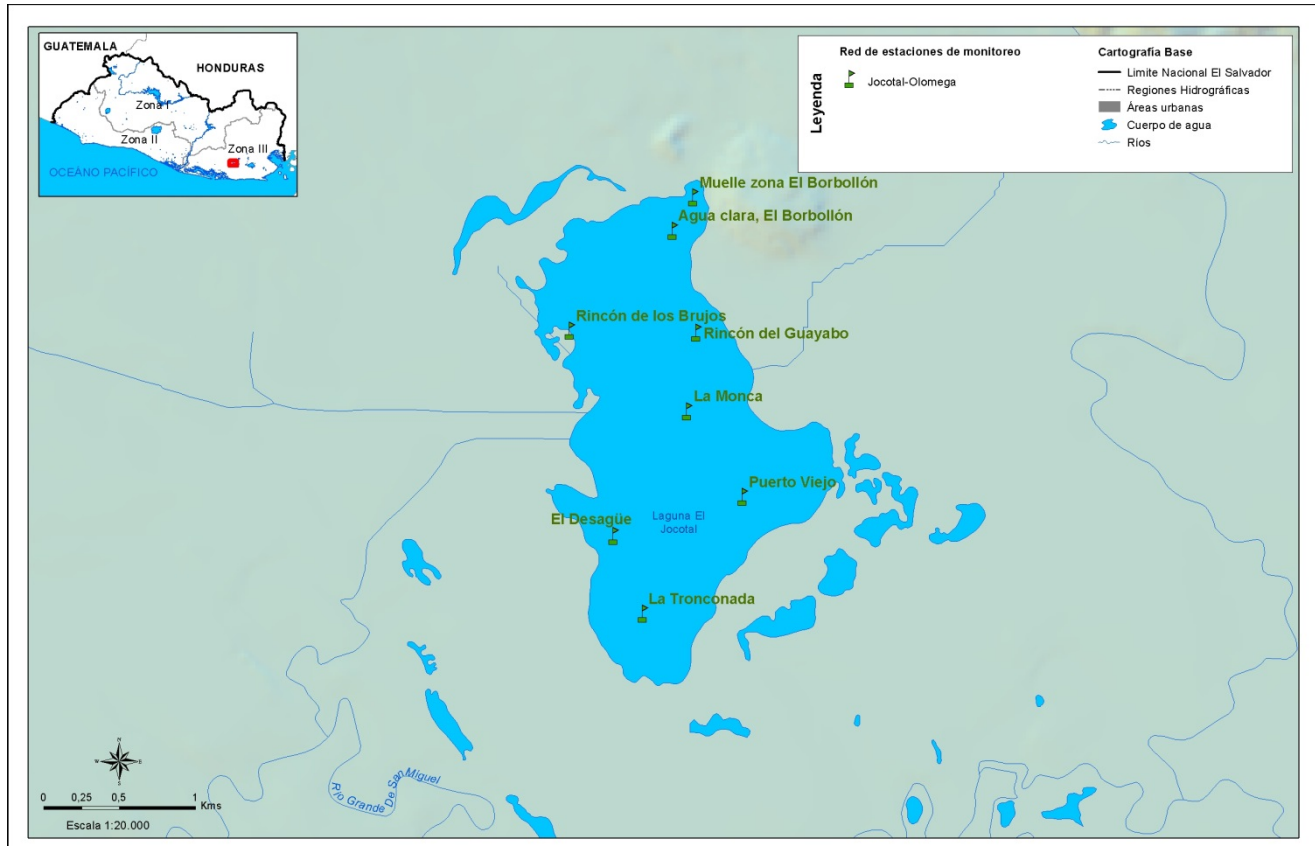 GUATEMALA
HONDURAS
Zona I
Zona II
Zona III
OCEÁNO PACÍFICO
Leyenda
Red de estaciones de monitoreo
Jocotal-Olomega
Cartografía Base
Limite Nacional El Salvador
Regiones Hidrográficas
Áreas urbanas
Cuerpo de agua
Ríos
Muelle zona El Borbollón
Agua clara, El Borbollón
Rincón de los Brujos
Rincón del Guayabo
La Monca
Puerto Viejo
Laguna El
Jocotal
El Desagüe
La Tronconada
Río Grande De San Miguel
N
W
E
S
0 0,25 0,5 1
Kms
Escala 1:20.000